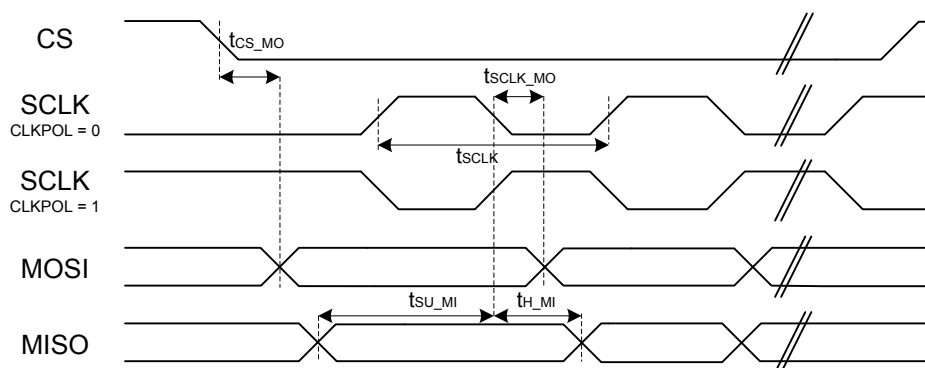 CS
tCS_MO
tSCLK_MO
SCLK
CLKPOL = 0
tSCLK
SCLK
CLKPOL = 1
MOSI
tSU_MI
tH_MI
MISO